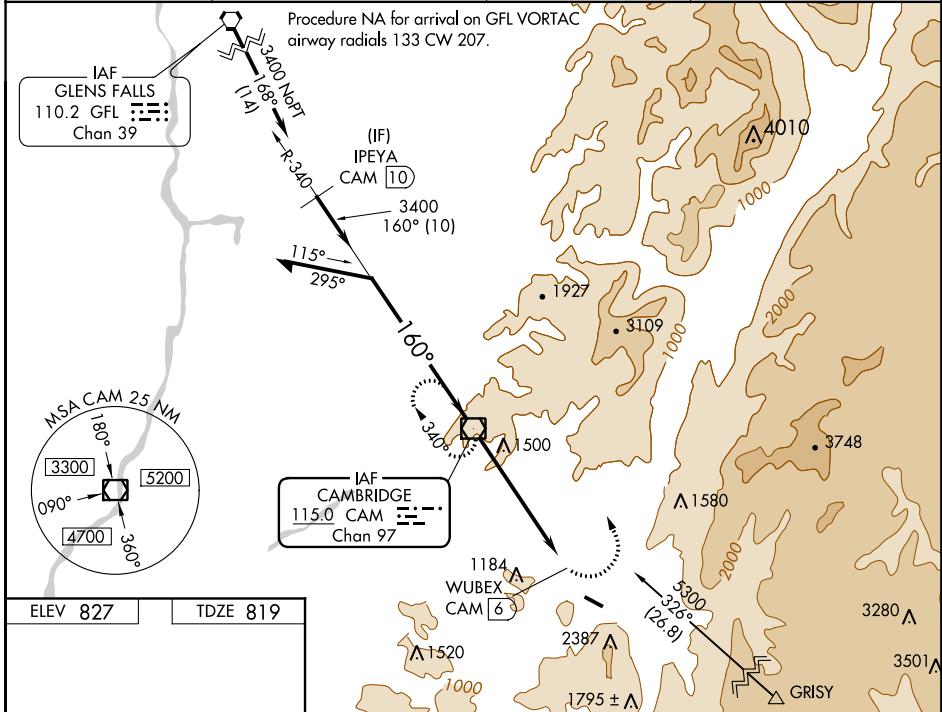 Procedure NA for arrival on GFL VORTAC
airway radials 133 CW 207.
IAF
GLENS FALLS
110.2 GFL
Chan 39
3400 NoPT
168°
(14)
R-340
(IF)
IPEYA
CAM 10
3400
160° (10)
115°
295°
160°
340°
4010
1000
1927
3109
1000
2000
3748
1500
1580
IAF
CAMBRIDGE
115.0 CAM
Chan 97
MSA CAM 25 NM
180°
3300
5200
090°
4700
360°
1184
WUBEX
CAM 6
2000
5300
326°
(26.8)
GRISY
3280
3501
2387
1520
1000
1795 ±
ELEV 827
TDZE 819